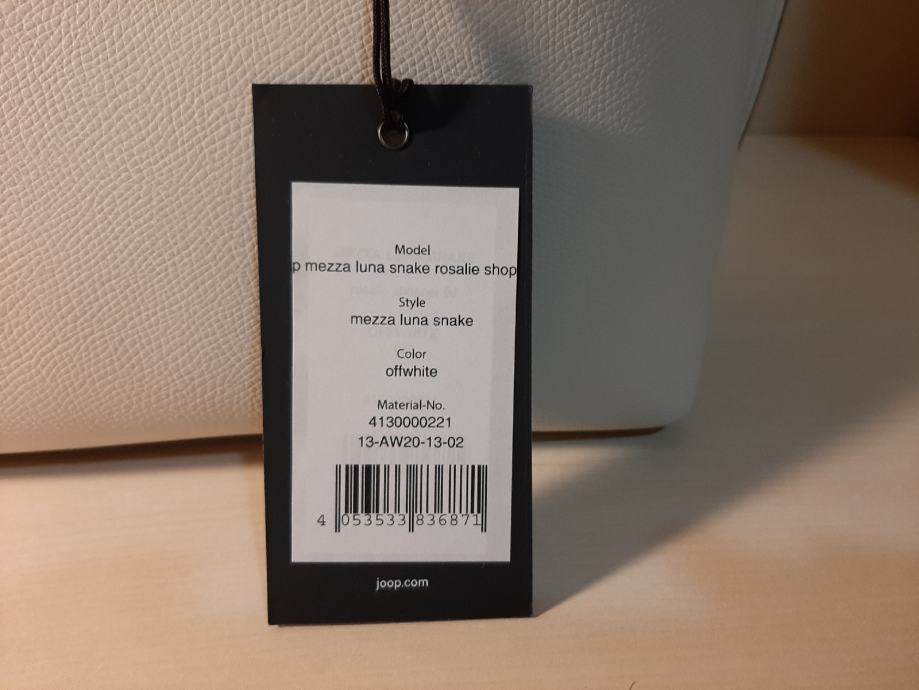 Model
p mezza luna snake rosalie shop
Style
mezza luna snake
Color
offwhite
Material-No.
4130000221
13-AW20-13-02
4 053533 836871
joop.com